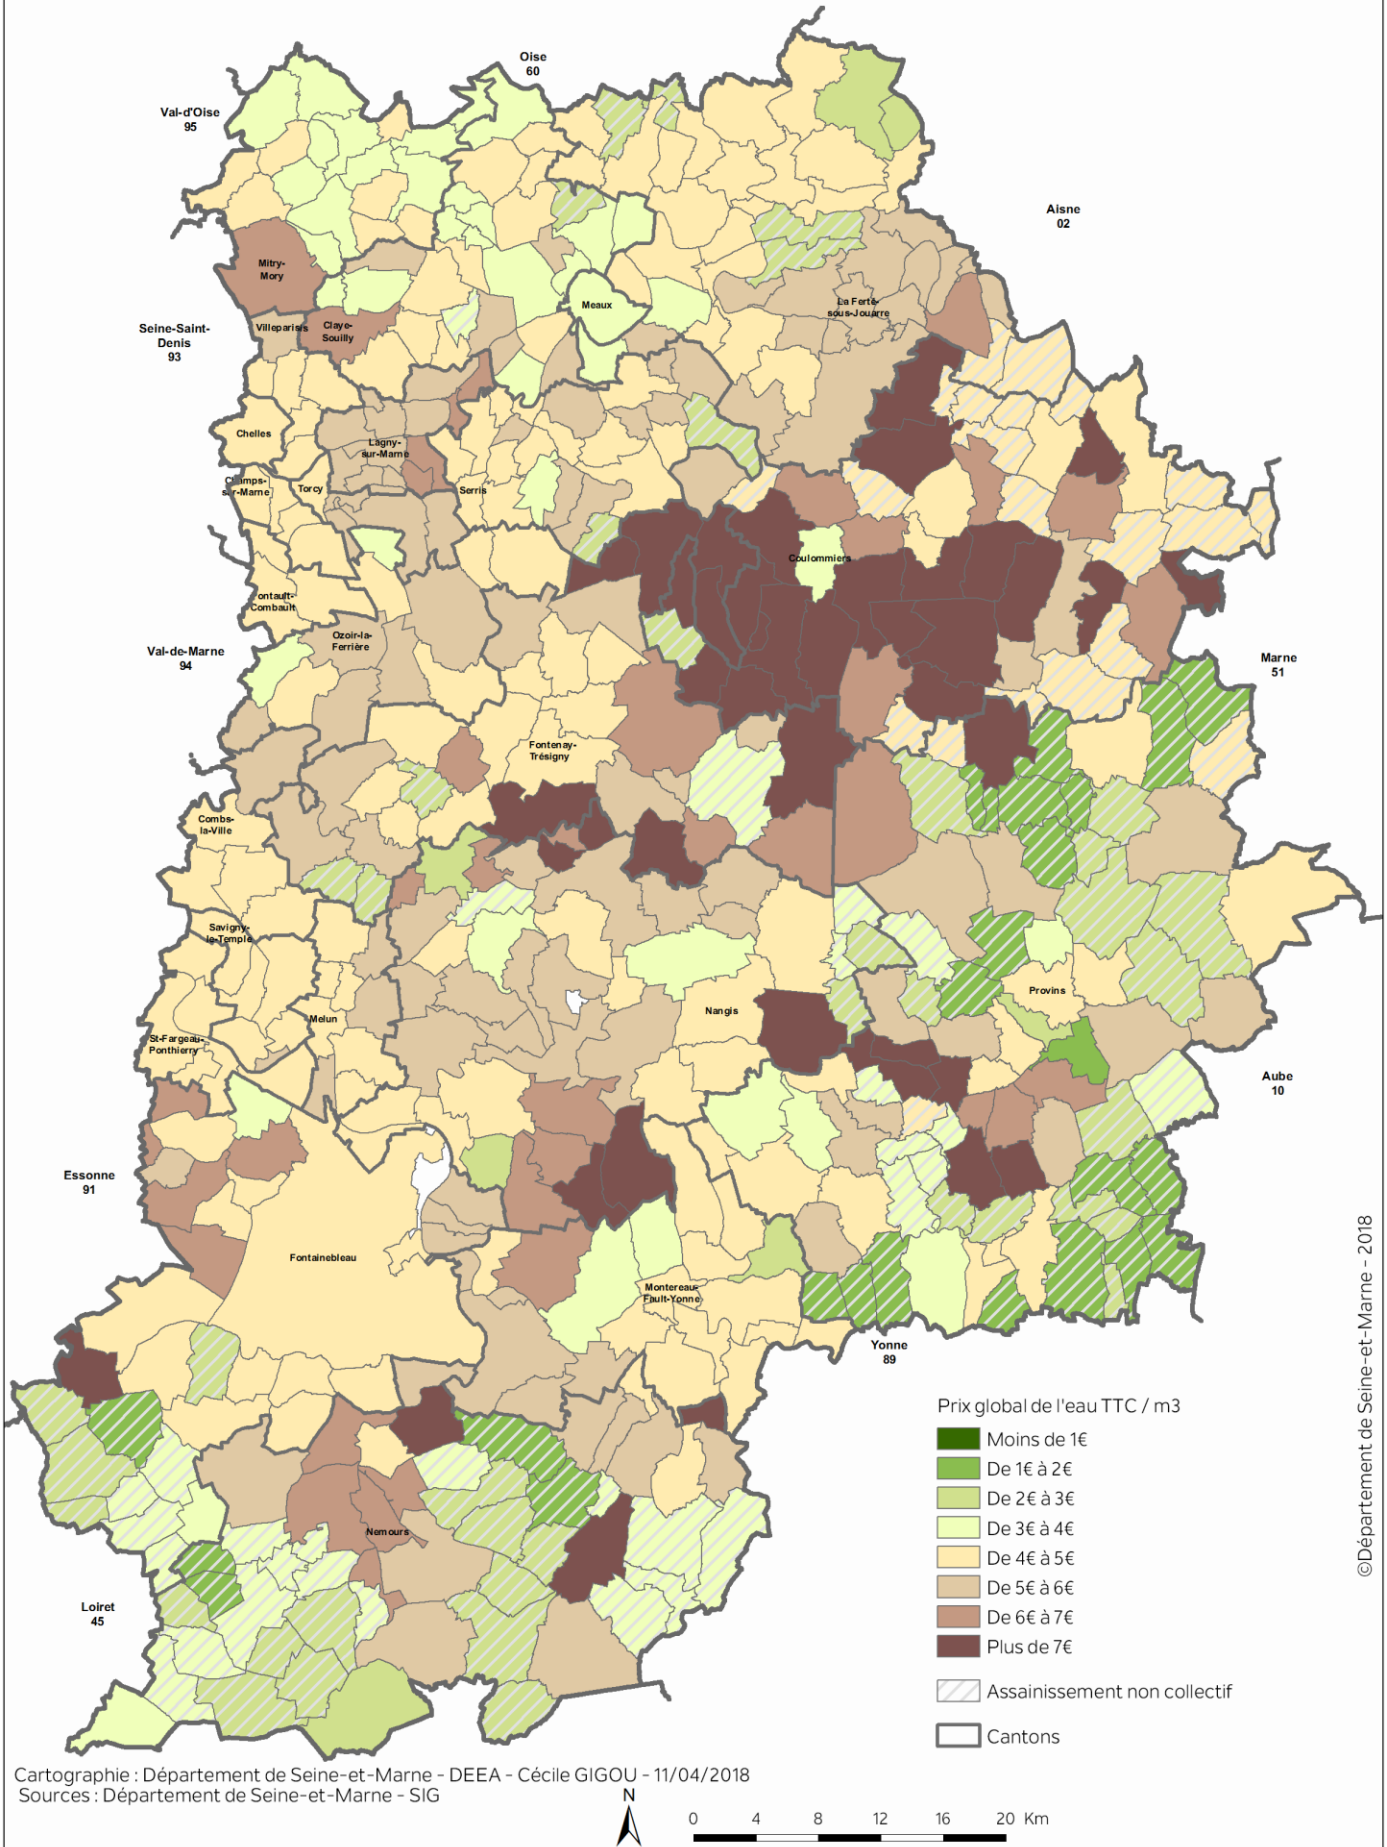 Oise
60
Val-d'Oise
95
Aisne
02
Mitry-
Mory
Meaux
La Ferté-
sous-Jouarre
Seine-Saint-
Denis
93
Villeparisis
Claye-
Souilly
Chelles
Lagny-
sur-Marne
Champs-
sur-Marne
Torcy
Serris
Coulommiers
ontault-
Combault
Ozoir-la-
Ferrière
Val-de-Marne
94
Marne
51
Fontenay-
Trésigny
Combs-
la-Ville
Savigny-
le-Temple
Provins
Nangis
Melun
St-Fargeau-
Ponthierry
Aube
10
Essonne
91
Fontainebleau
Montereau-
Fault-Yonne
Yonne
89
Nemours
Loiret
45
Prix global de l'eau TTC / m3
Moins de 1€
De 1€ à 2€
De 2€ à 3€
De 3€ à 4€
De 4€ à 5€
De 5€ à 6€
De 6€ à 7€
Plus de 7€
Assainissement non collectif
Cantons
©Département de Seine-et-Marne - 2018
Cartographie : Département de Seine-et-Marne - DEEA - Cécile GIGOU - 11/04/2018
Sources : Département de Seine-et-Marne - SIG
N
0 4 8 12 16 20 Km